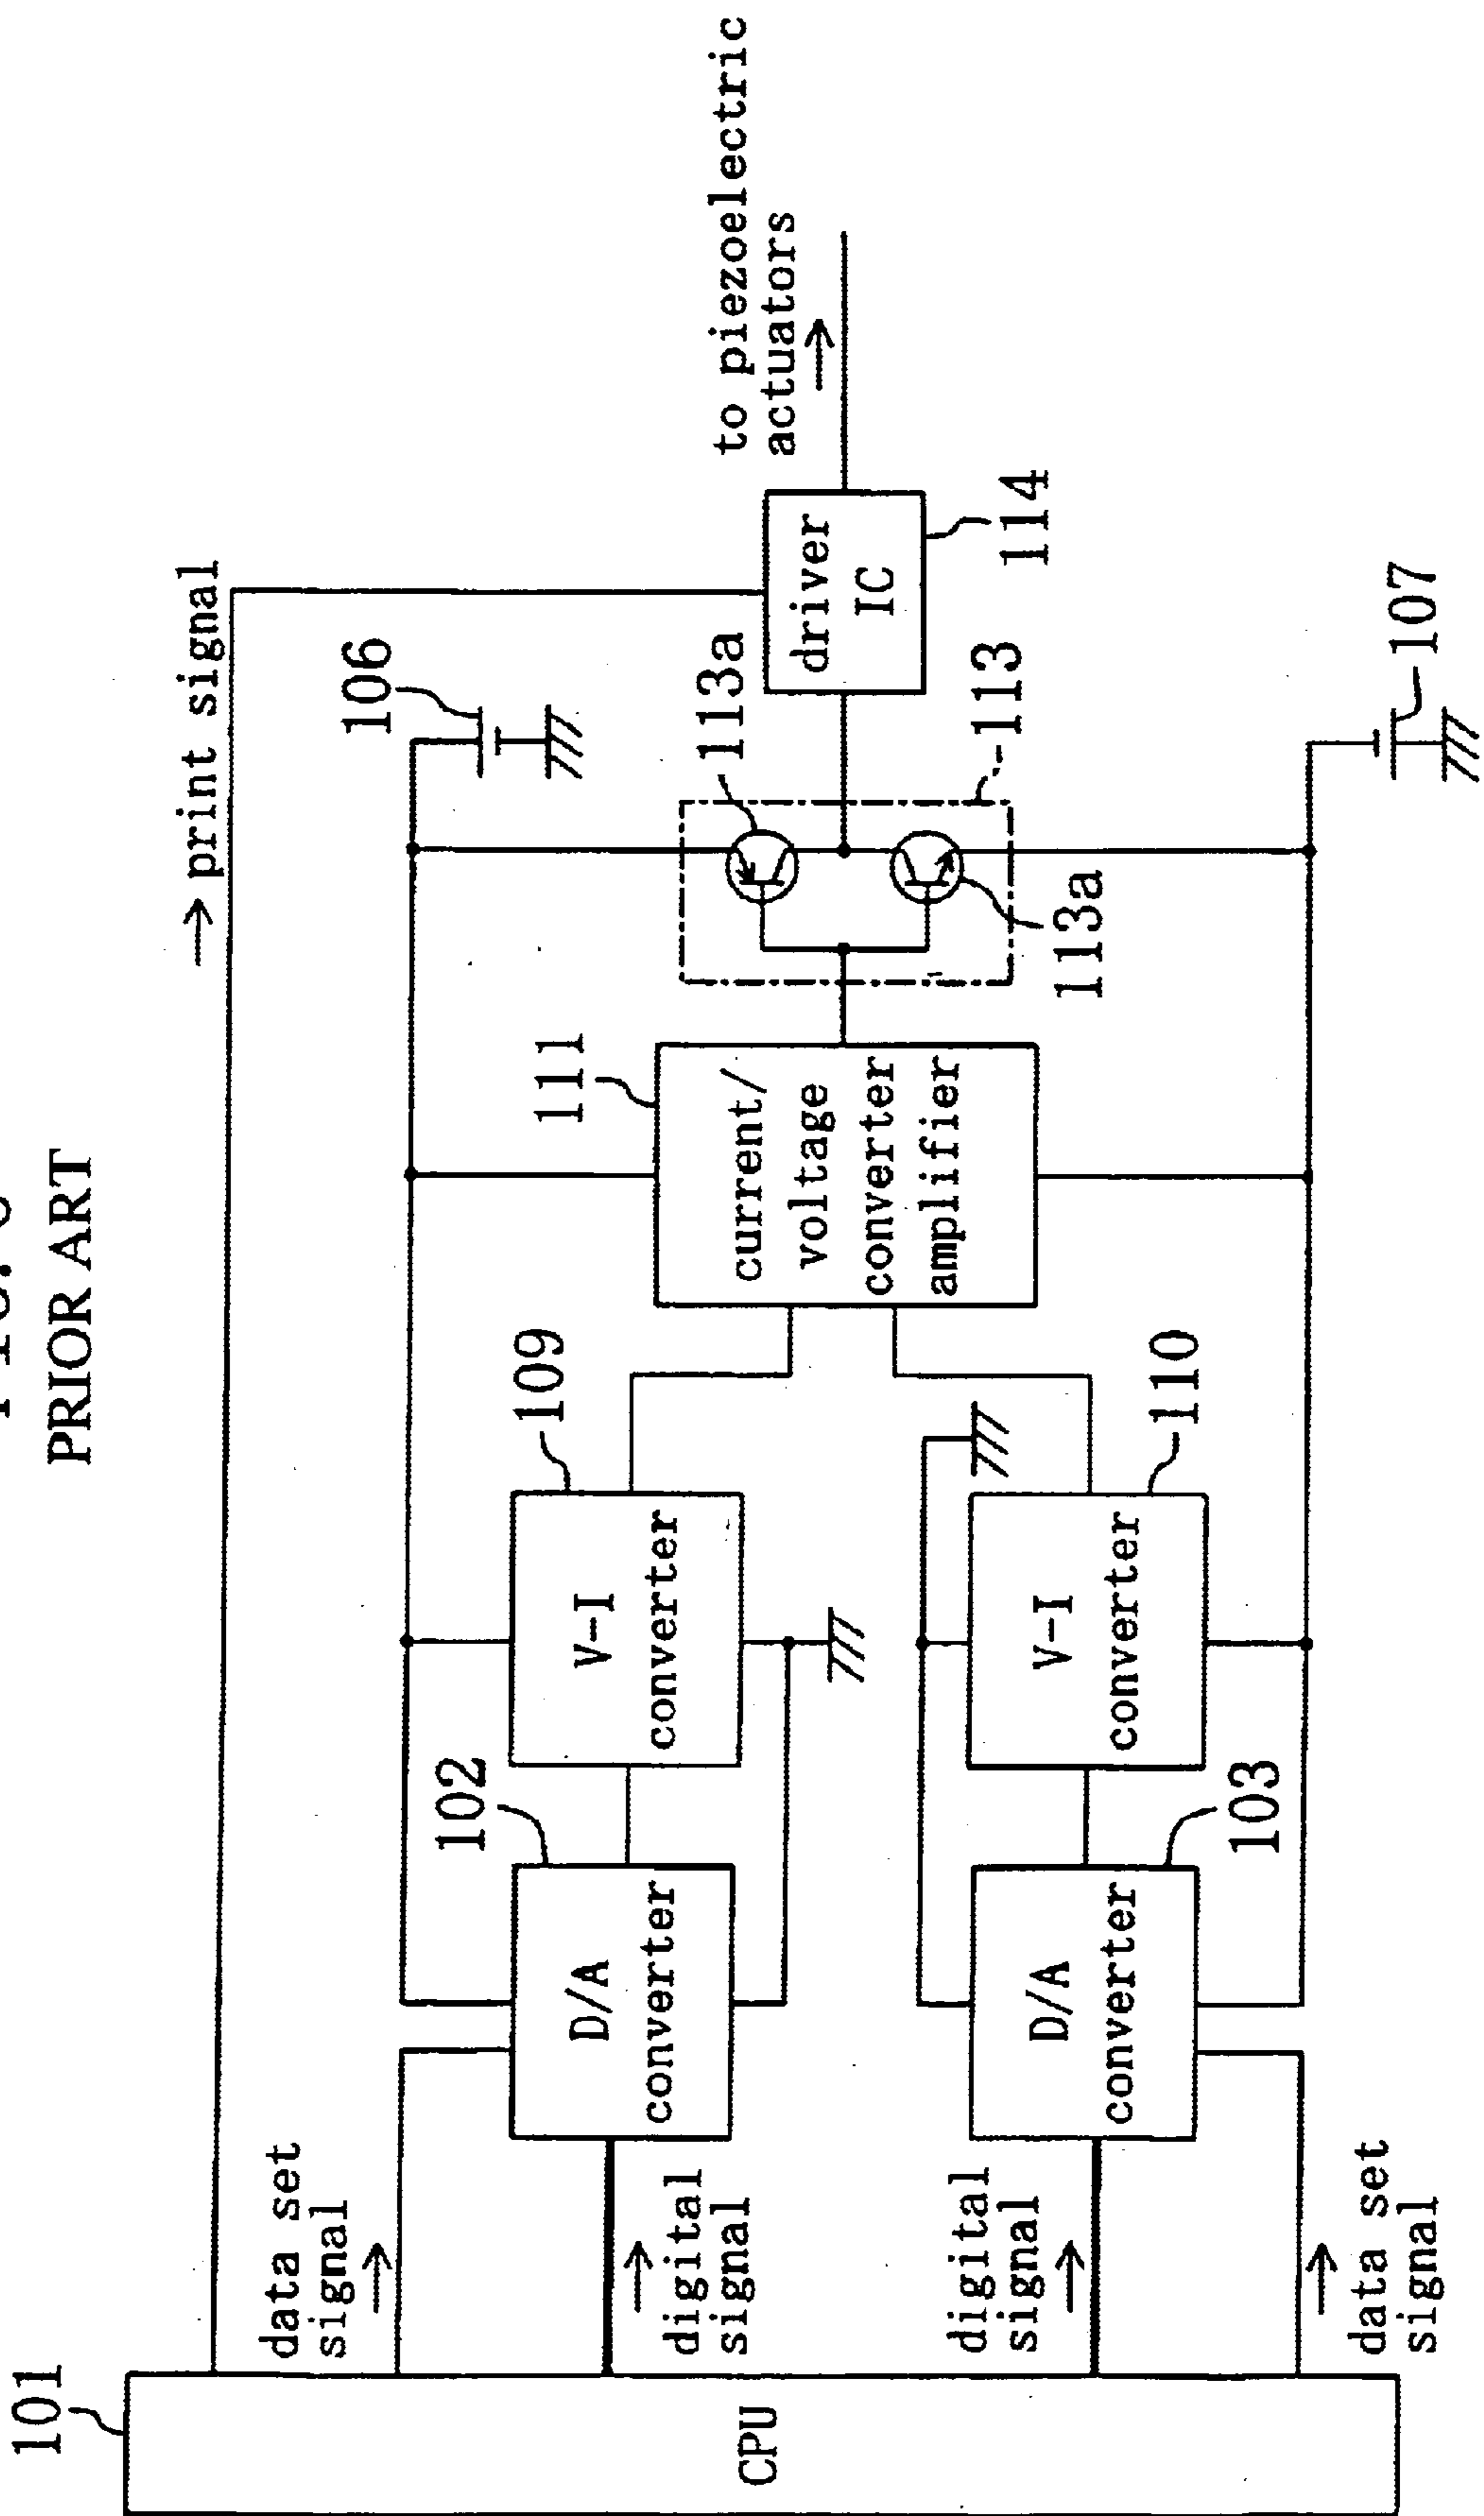 PRIOR ART
print signal
106
to piezoelectric
actuators
113a
driver
IC
114
113
113a
107
111
current/
voltage
converter
amplifier
109
V-I
converter
110
V-I
converter
102
D/A
converter
103
D/A
converter
data set
signal
digital
signal
digital
signal
data set
signal
101
CPU